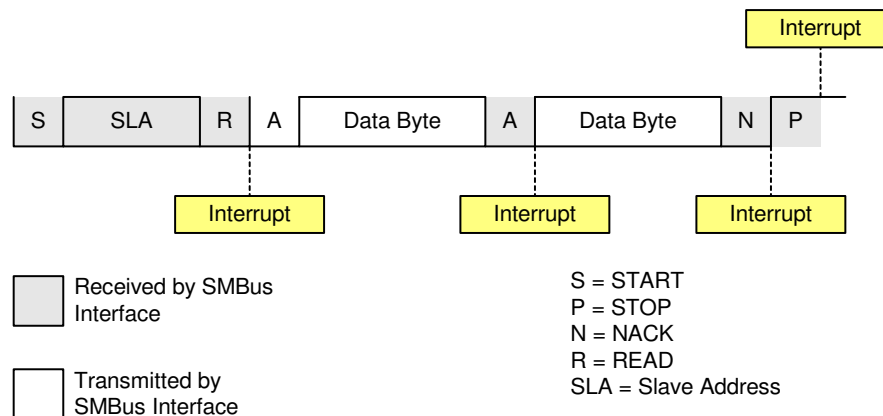 Interrupt
S SLA R A Data Byte A Data Byte N P
Interrupt Interrupt Interrupt
Received by SMBus
Interface
Transmitted by
SMBus Interface
S = START
P = STOP
N = NACK
R = READ
SLA = Slave Address